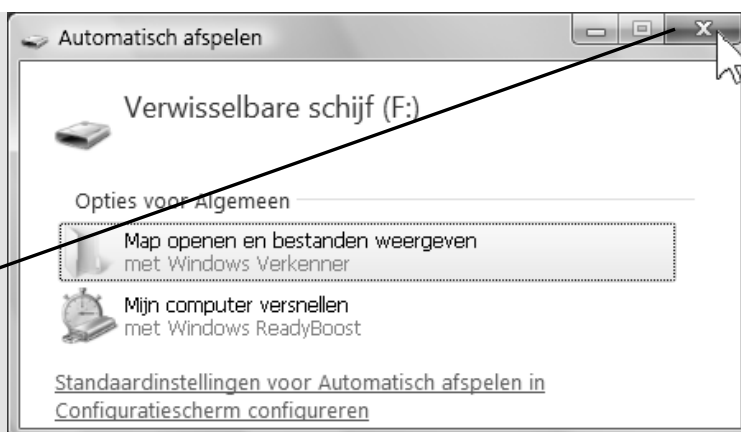 Automatisch afspelen
Verwisselbare schijf (F:)
Opties voor Algemeen
Map openen en bestanden weergeven
met Windows Verkenner
Mijn computer versnellen
met Windows ReadyBoost
Standaardinstellingen voor Automatisch afspelen in
Configuratiescherm configureren